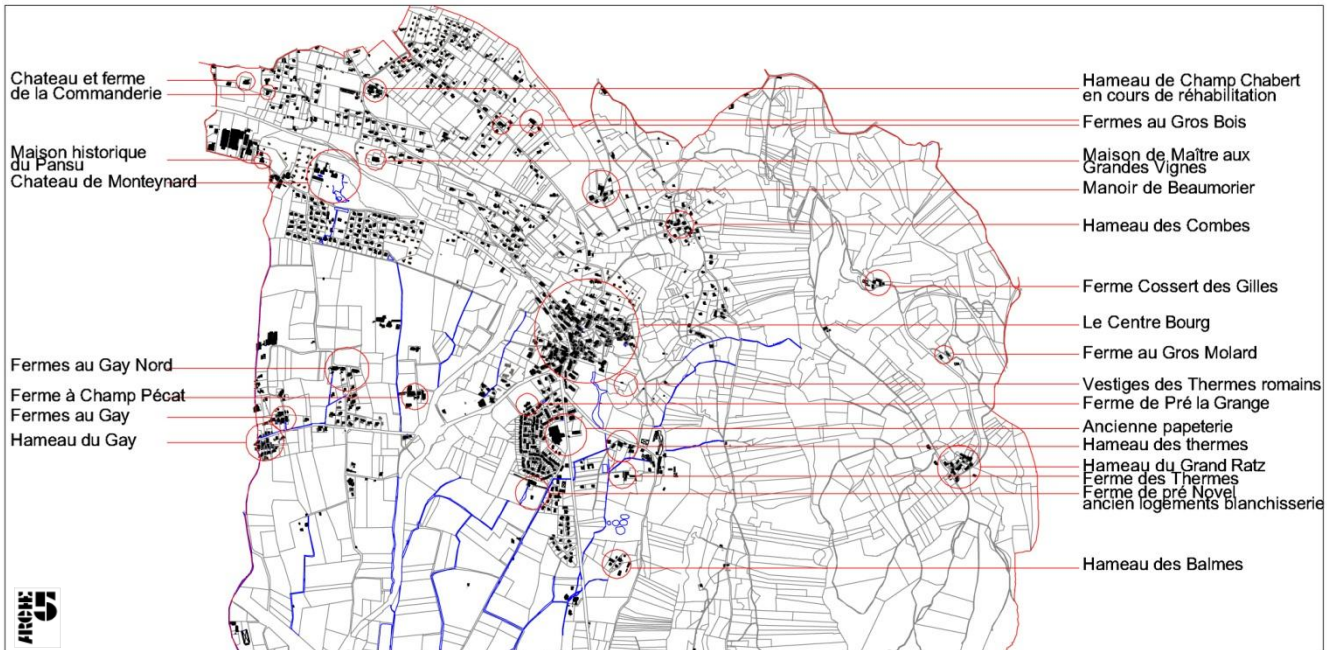 Chateau et ferme
de la Commanderie
Maison historique
du Pansu
Chateau de Monteynard
Fermes au Gay Nord
Ferme à Champ Pécat
Fermes au Gay
Hameau du Gay
Hameau de Champ Chabert
en cours de réhabilitation
Fermes au Gros Bois
Maison de Maître aux
Grandes Vignes
Manoir de Beaumorier
Hameau des Combes
Ferme Cossert des Gilles
Le Centre Bourg
Ferme au Gros Molard
Vestiges des Thermes romains
Ferme de Pré la Grange
Ancienne papeterie
Hameau des thermes
Hameau du Grand Ratz
Ferme des Thermes
Ferme de pré Novel
ancien logements blanchisserie
Hameau des Balmes
ARCHE 5